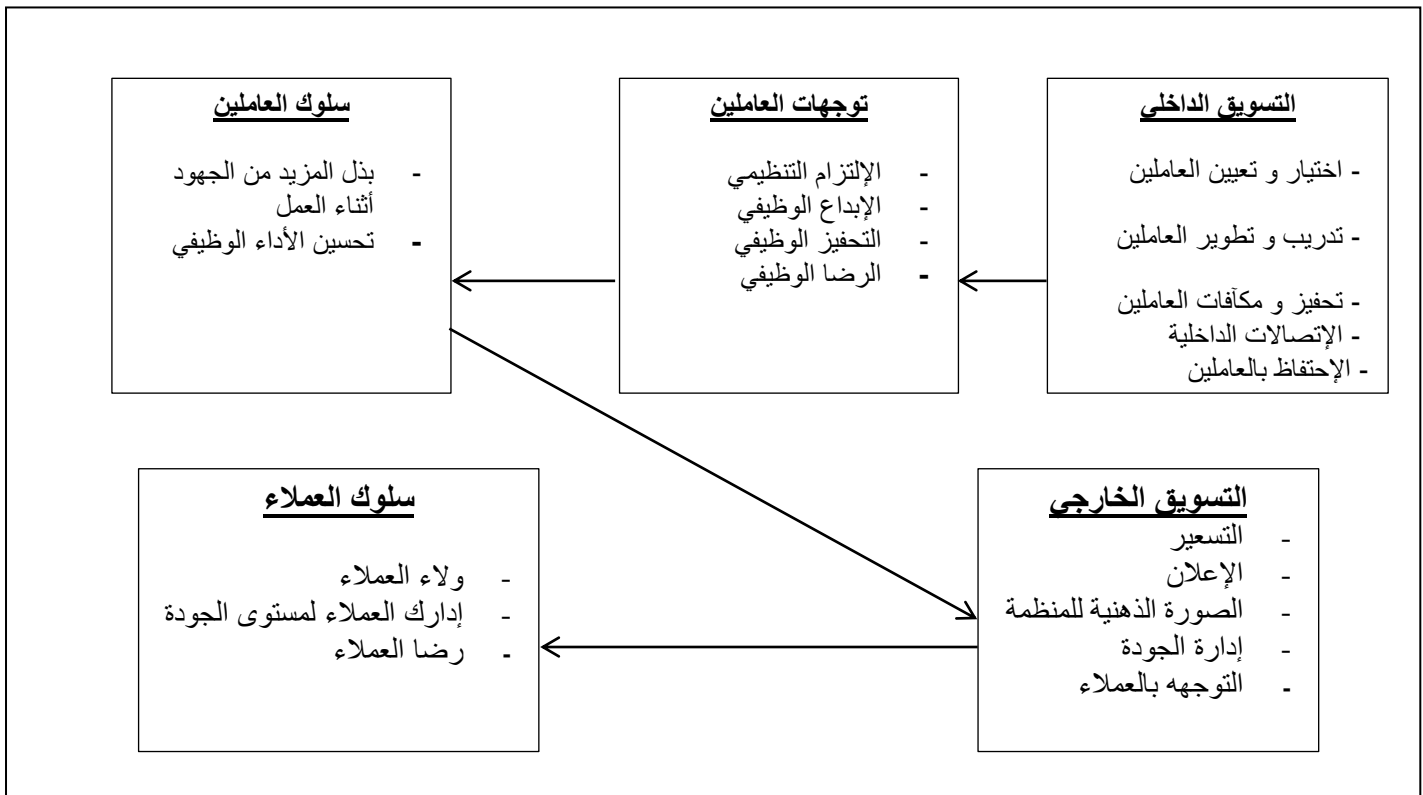 التسويق الداخلي
- اختيار و تعيين العاملين
- تدريب و تطوير العاملين
- تحفيز و مكآفات العاملين
- الإتصالات الداخلية
- الإحتفاظ بالعاملين
توجهات العاملين
- الإلتزام التنظيمي
- الإبداع الوظيفي
- التحفيز الوظيفي
- الرضا الوظيفي
سلوك العاملين
- بذل المزيد من الجهود
أثناء العمل
- تحسين الأداء الوظيفي
التسويق الخارجي
- التسعير
- الإعلان
- الصورة الذهنية للمنظمة
- إدارة الجودة
- التوجهه بالعملاء
سلوك العملاء
- ولاء العملاء
- إدارك العملاء لمستوى الجودة
- رضا العملاء